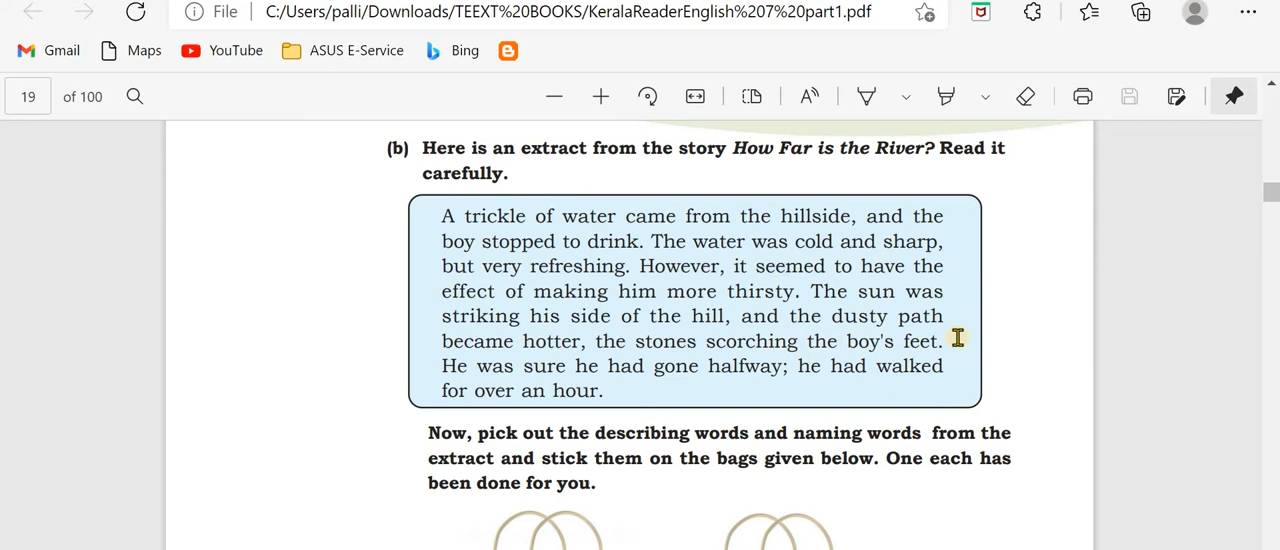 File
C:/Users/palli/Downloads/TEEXT%20BOOKS/KeralaReaderEnglish%207%20part1.pdf
Gmail Maps YouTube ASUS E-Service Bing
19 of 100
(b) Here is an extract from the story How Far is the River? Read it
carefully.
A trickle of water came from the hillside, and the
boy stopped to drink. The water was cold and sharp,
but very refreshing. However, it seemed to have the
effect of making him more thirsty. The sun was
striking his side of the hill, and the dusty path
became hotter, the stones scorching the boy's feet.
He was sure he had gone halfway; he had walked
for over an hour.
Now, pick out the describing words and naming words from the
extract and stick them on the bags given below. One each has
been done for you.